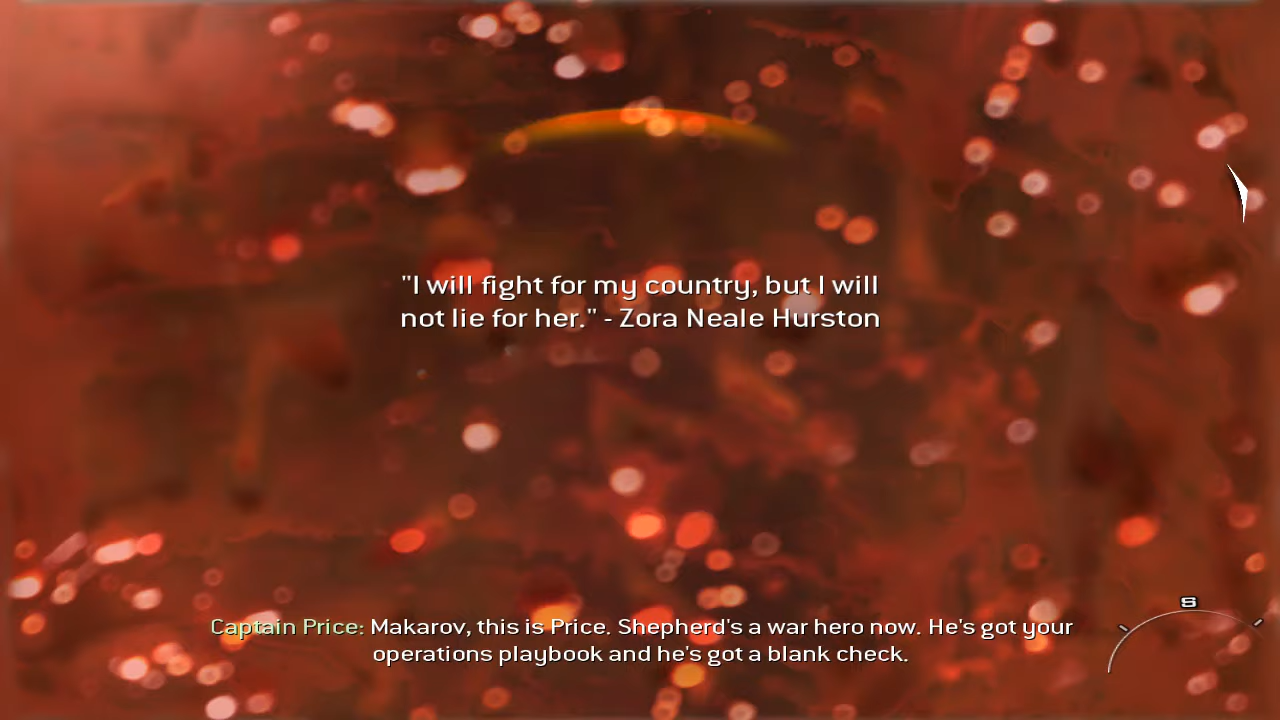 "I will fight for my country, but I will
not lie for her." - Zora Neale Hurston
S
Captain Price: Makarov, this is Price. Shepherd's a war hero now. He's got your
operations playbook and he's got a blank check.